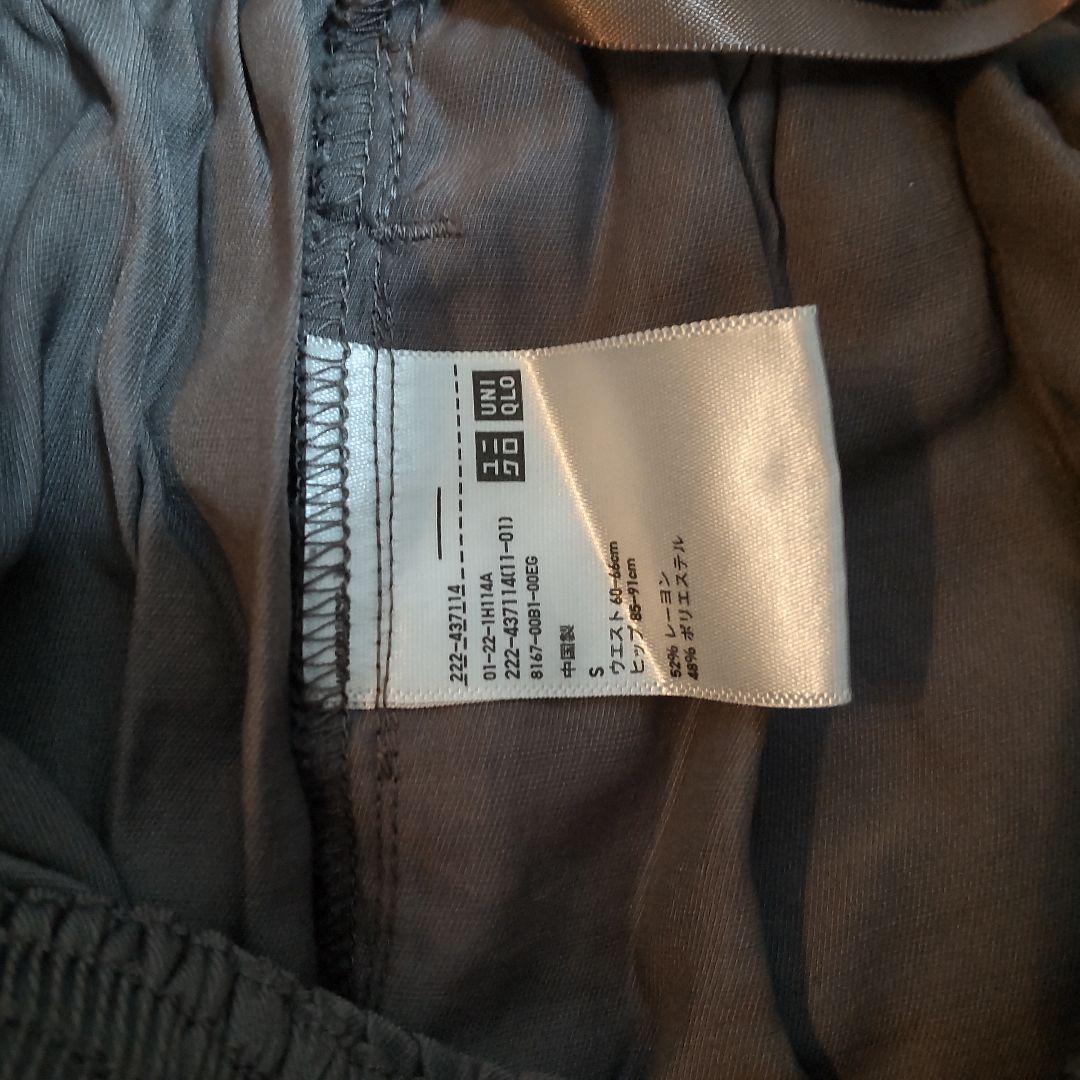 ユニクロ UNIQLO
222-437114
01-22-1H114A
222-437114(11-01)
8167-00B1-00EG
中国製
S
ウエスト 60-66cm
ヒップ 85-91cm
52% レーヨン
48% ポリエステル